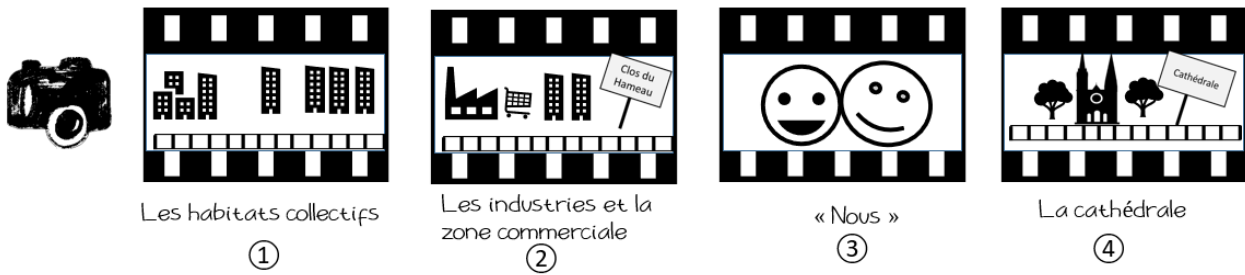 Clos du
Hameau
Cathédrale
Les habitats collectifs
①
Les industries et la
zone commerciale
②
« Nous »
③
La cathédrale
④